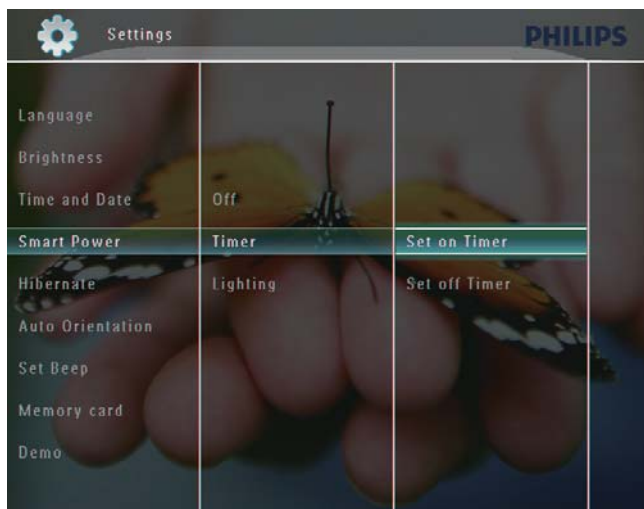 Settings
PHILIPS
Language
Brightness
Time and Date
Off
Smart Power
Timer
Set on Timer
Hibernate
Lighting
Set off Timer
Auto Orientation
Set Beep
Memory card
Demo